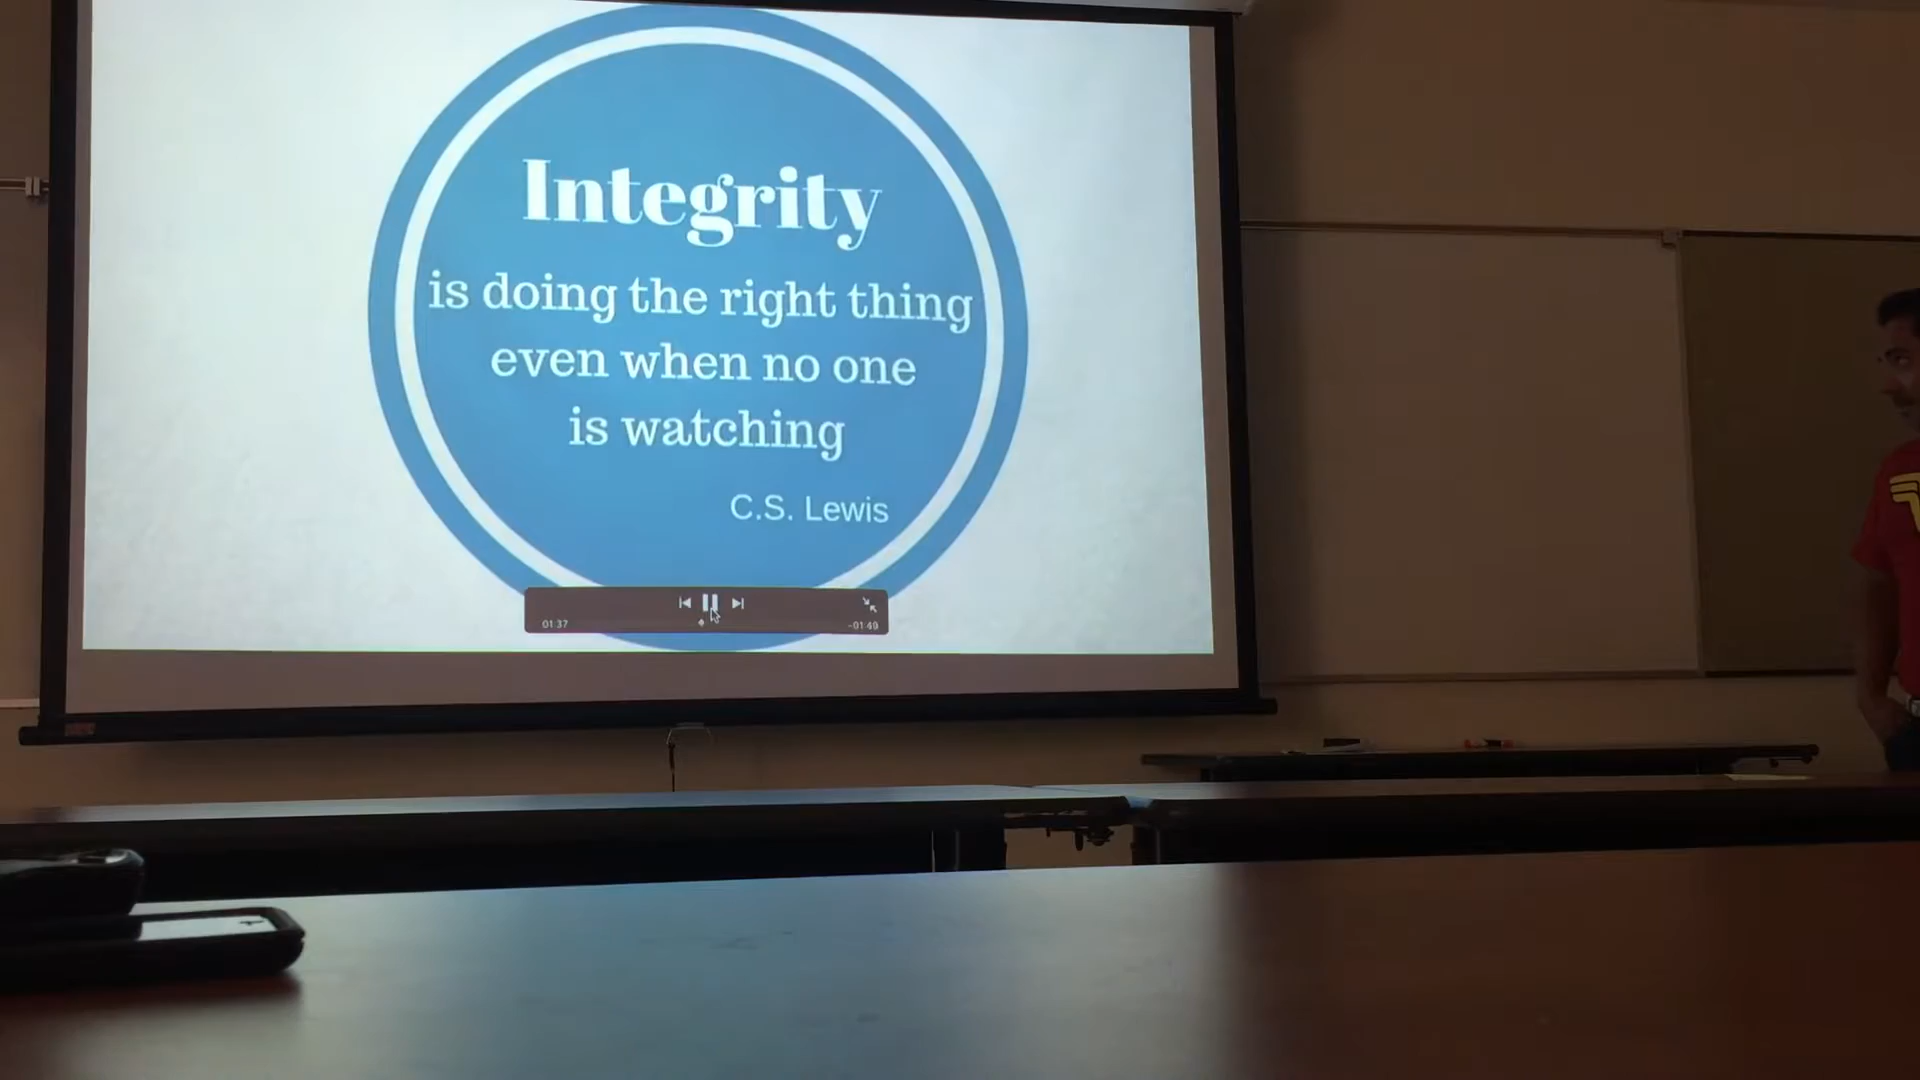 Integrity
is doing the right thing
even when no one
is watching
C.S. Lewis
01:37
-01:49